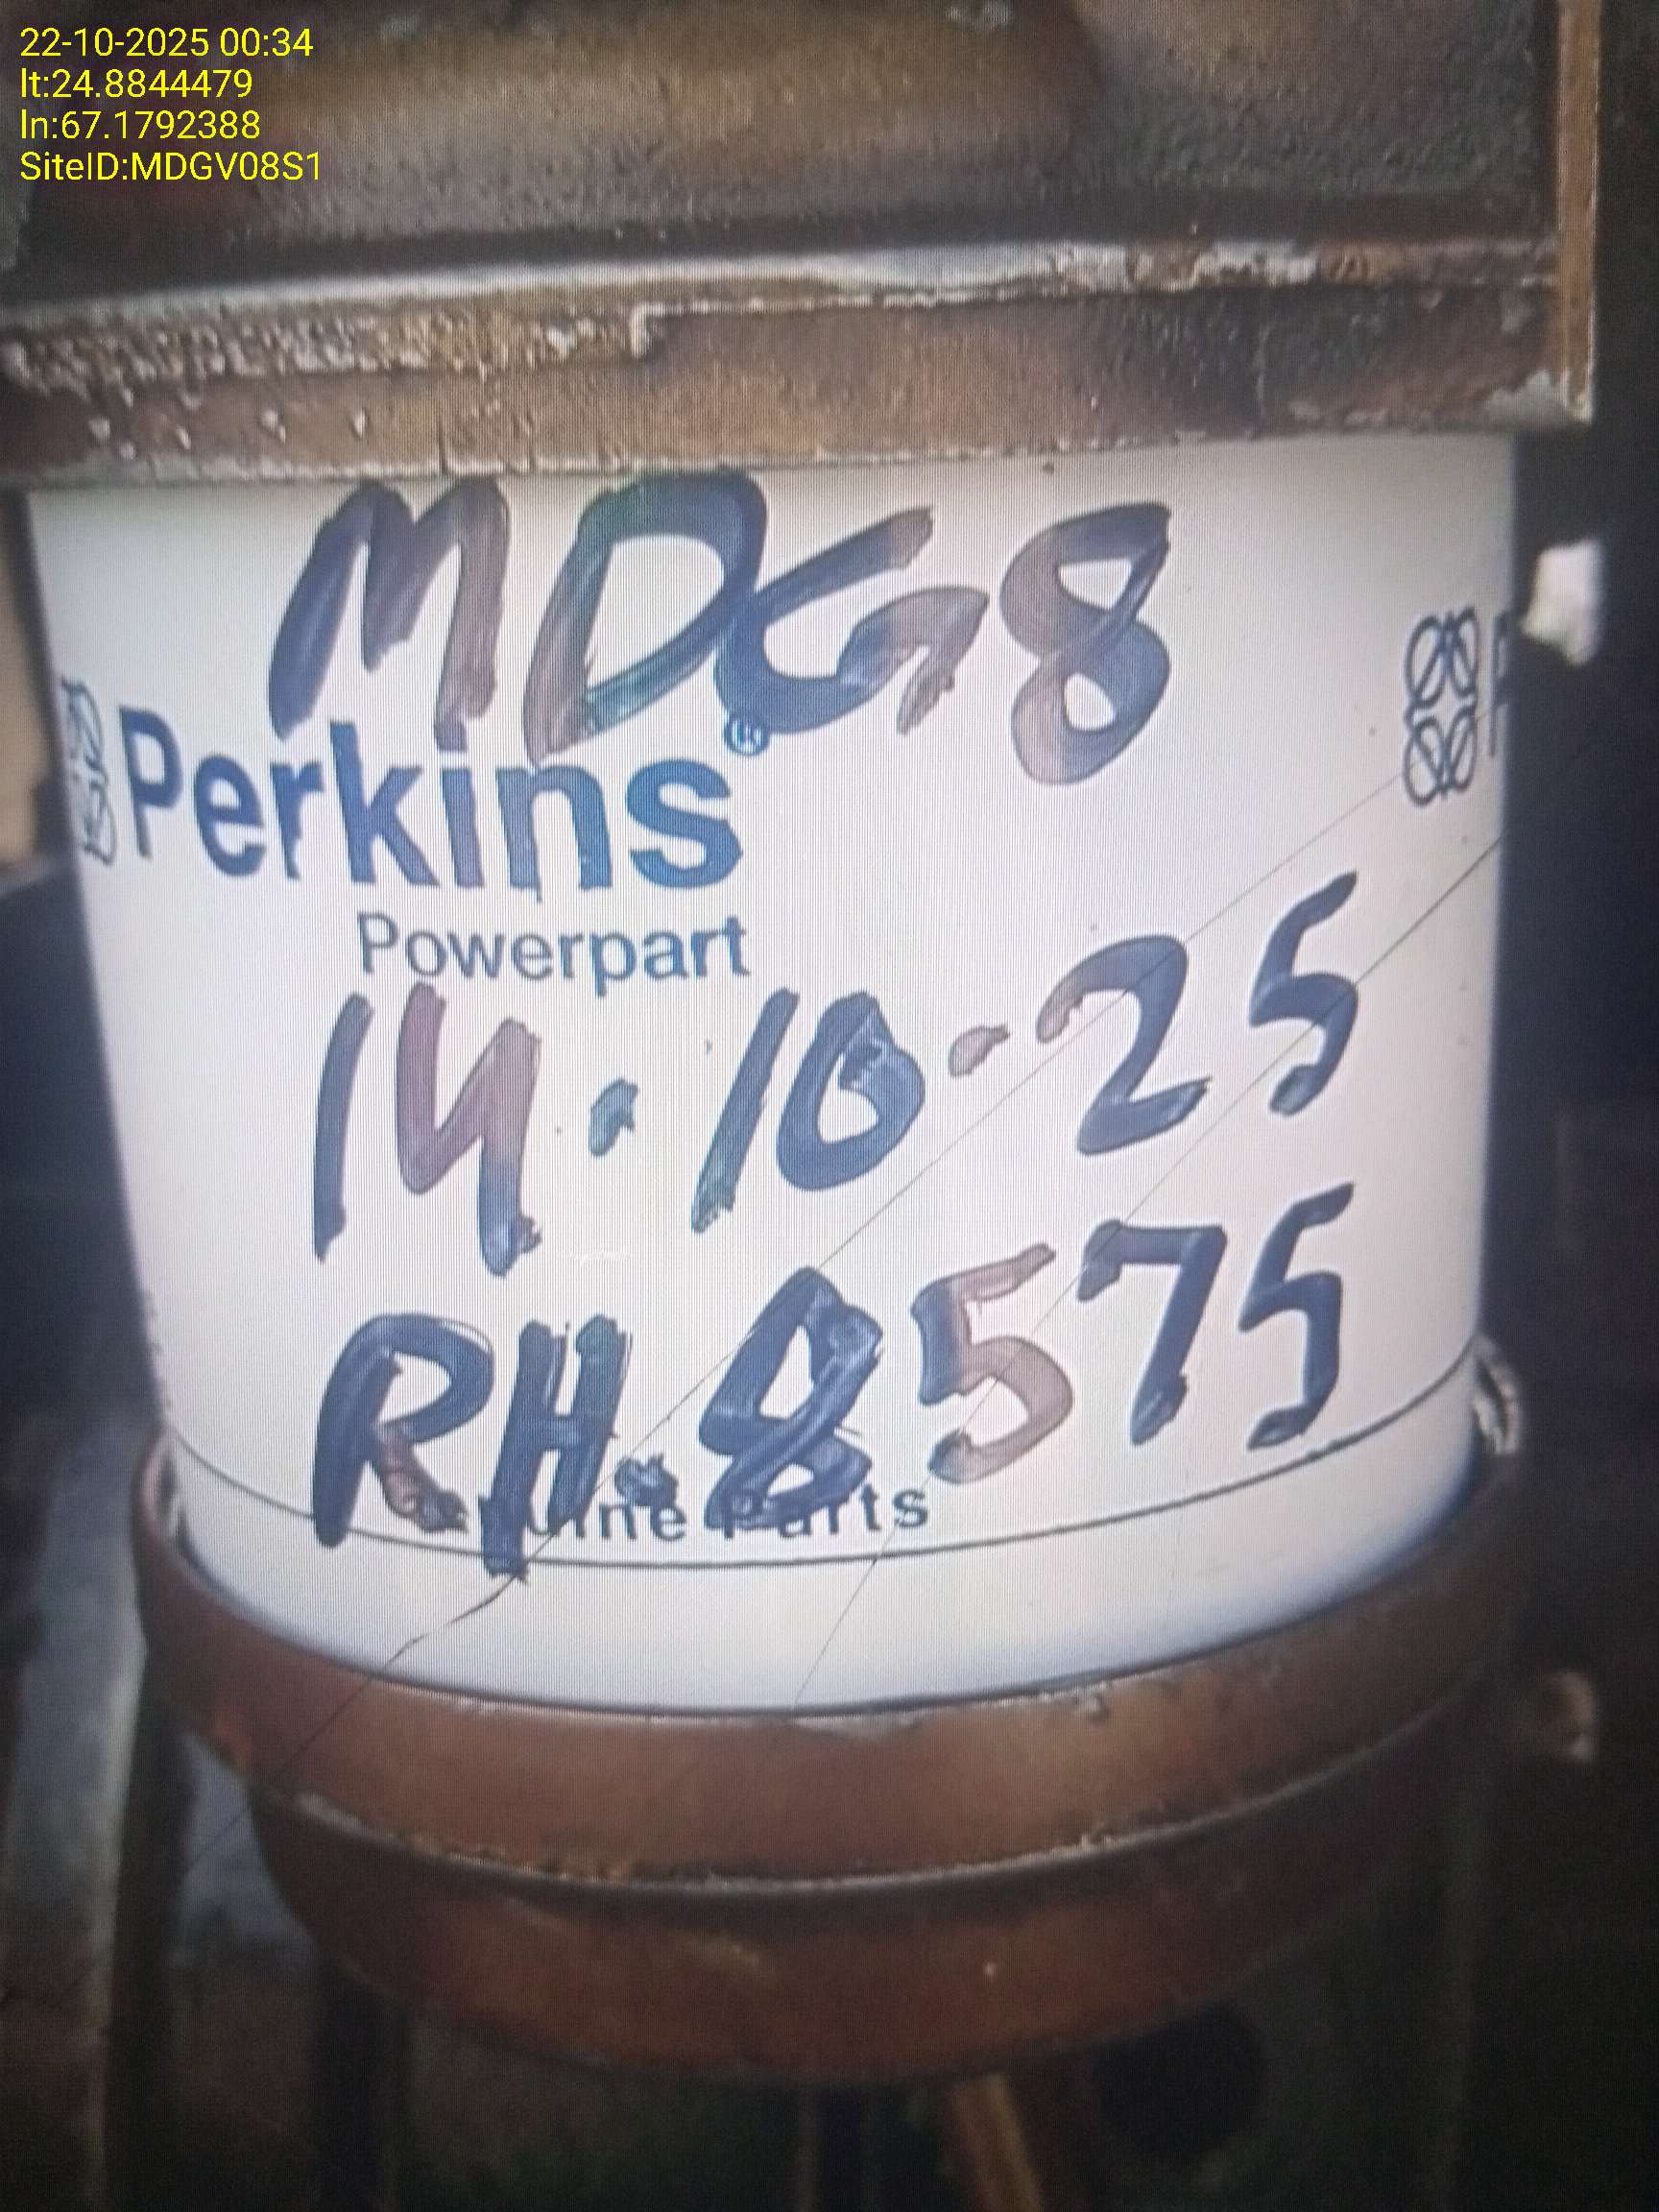 22-10-2025 00:34
lt:24.8844479
ln:67.1792388
SiteID:MDGV08S1
MDG8
Perkins®
Powerpart
14.10.25
RH.8575
Parts